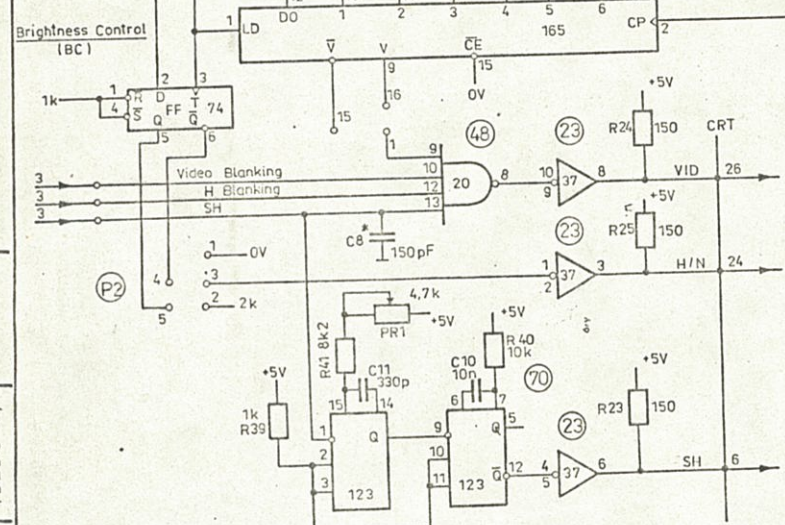 DO 1 2 3 4 5 6
1 LD 165 CP 2
Brightness Control
(BC)
V̅ V C̅E̅
9 15
0V
16
15
2 3
1k 1 R̅ D T̅
4 S̅ FF 74
Q Q̅
5 6
+5V
R24 150
CRT
48
23
1
9
10
12
13
20
8
10
9
37
8
VID
26
3 Video Blanking
3 H Blanking
3 SH
C8* 150pF
+5V
R25 150
23
1
2
37
3
H/N
24
P2
1 0V
4 3
5 2 2k
4,7k
PR1
+5V
R41 8k2
+5V
R40
10k
C11
330p
C10
10n
70
+5V
1k
R39
15 14
1
2
3
Q
123
6 7
9
10
11
Q 5
Q̅ 12
123
23
4
5
37
6
+5V
R23 150
SH
6